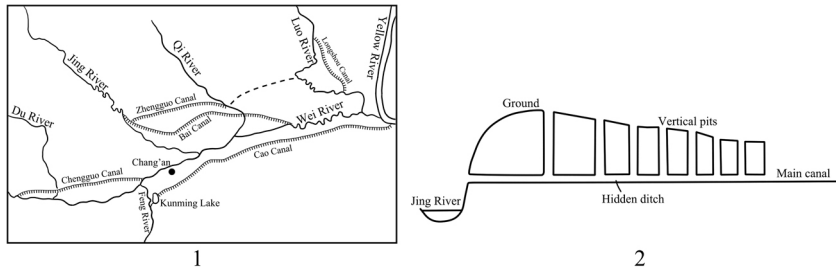 Jing River
Qi River
Luo River
Longshou Canal
Yellow River
Du River
Zhengguo Canal
Bai Canal
Wei River
Chang'an
Cao Canal
Chengguo Canal
Feng River
Kunming Lake
1
Ground
Vertical pits
Main canal
Hidden ditch
Jing River
2